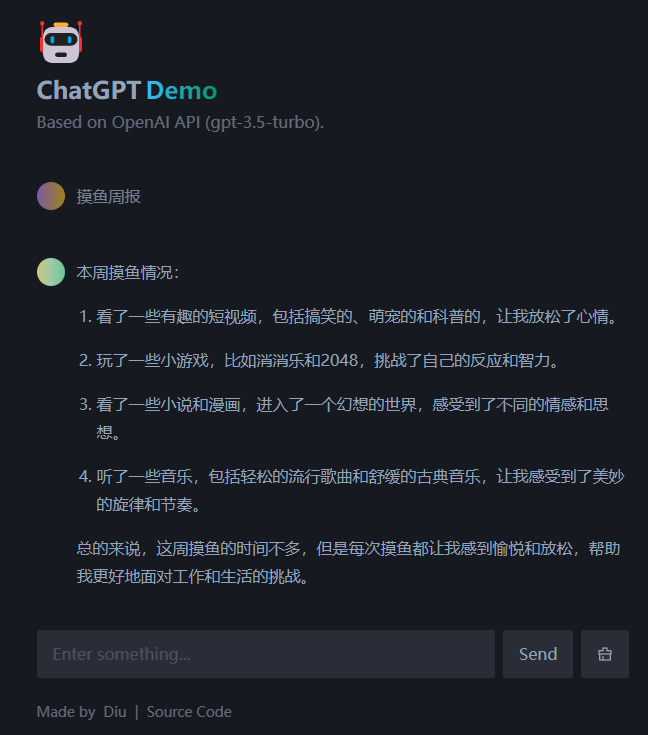 ChatGPT Demo
Based on OpenAI API (gpt-3.5-turbo).
摸鱼周报
本周摸鱼情况：
1. 看了一些有趣的短视频，包括搞笑的、萌宠的和科普的，让我放松了心情。
2. 玩了一些小游戏，比如消消乐和2048，挑战了自己的反应和智力。
3. 看了一些小说和漫画，进入了一个幻想的世界，感受到了不同的情感和思
想。
4. 听了一些音乐，包括轻松的流行歌曲和舒缓的古典音乐，让我感受到了美妙
的旋律和节奏。
总的来说，这周摸鱼的时间不多，但是每次摸鱼都让我感到愉悦和放松，帮助
我更好地面对工作和生活的挑战。
Enter something...
Send
Made by Diu | Source Code